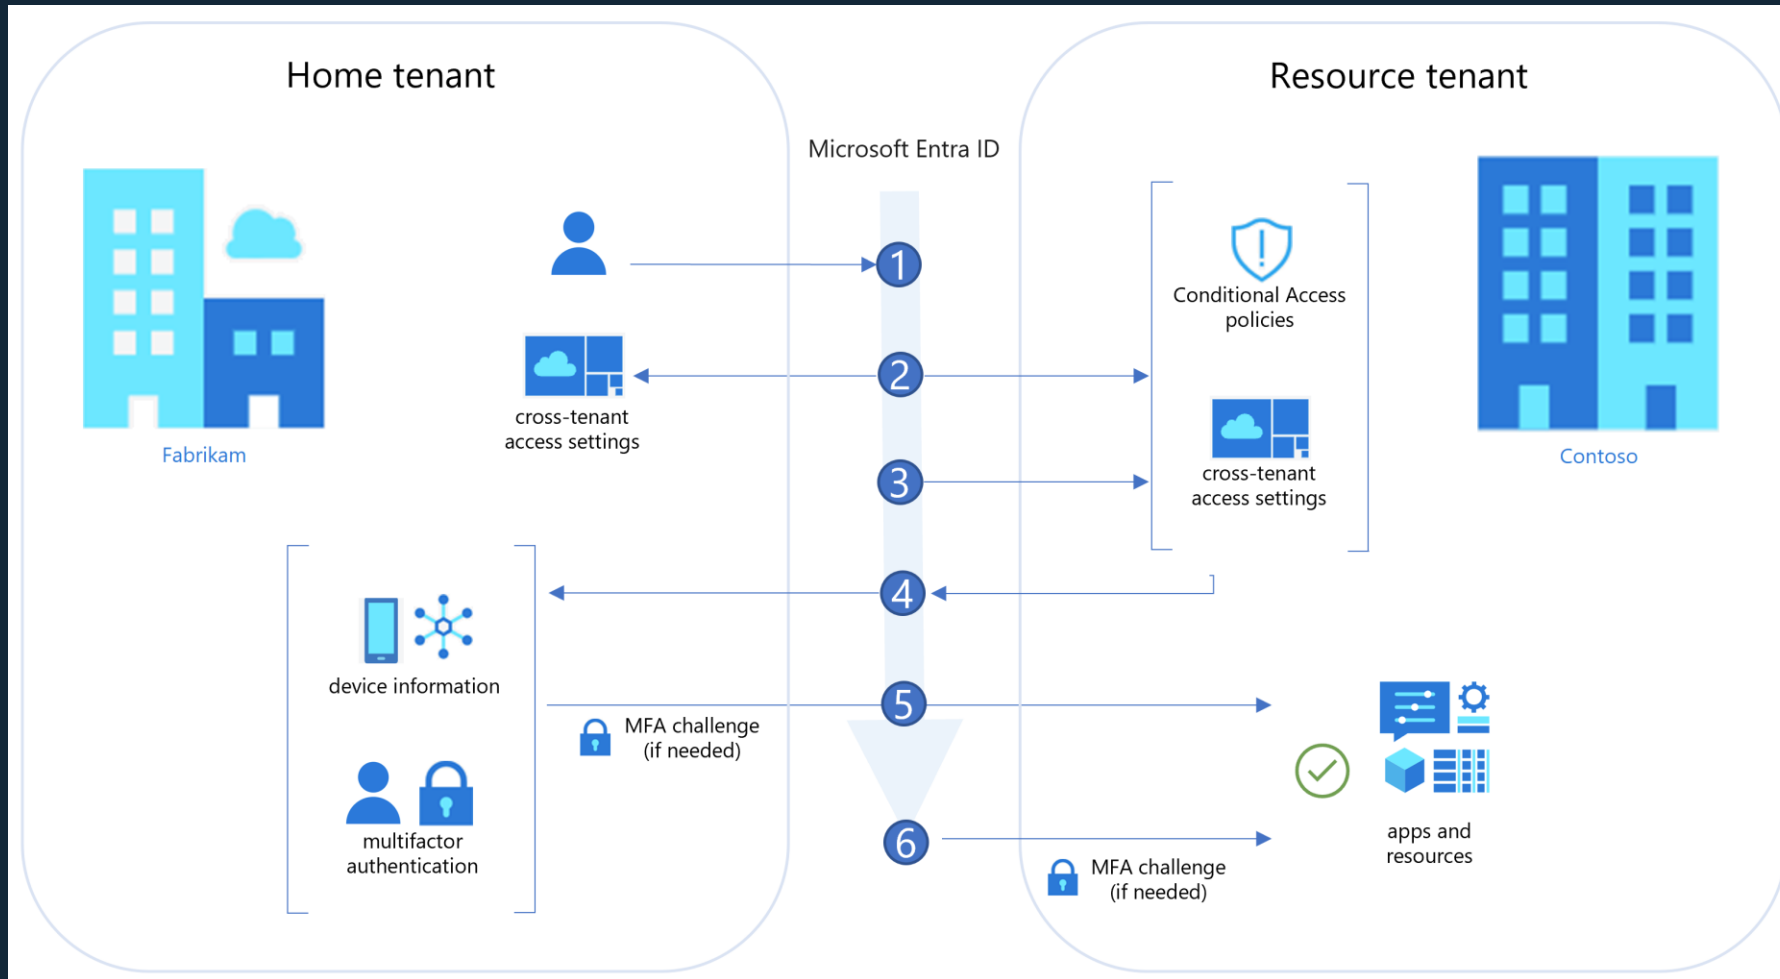 Home tenant
Resource tenant
Microsoft Entra ID
1
Conditional Access
policies
2
cross-tenant
access settings
Fabrikam
3
cross-tenant
access settings
Contoso
4
device information
5
MFA challenge
(if needed)
multifactor
authentication
6
apps and
resources
MFA challenge
(if needed)